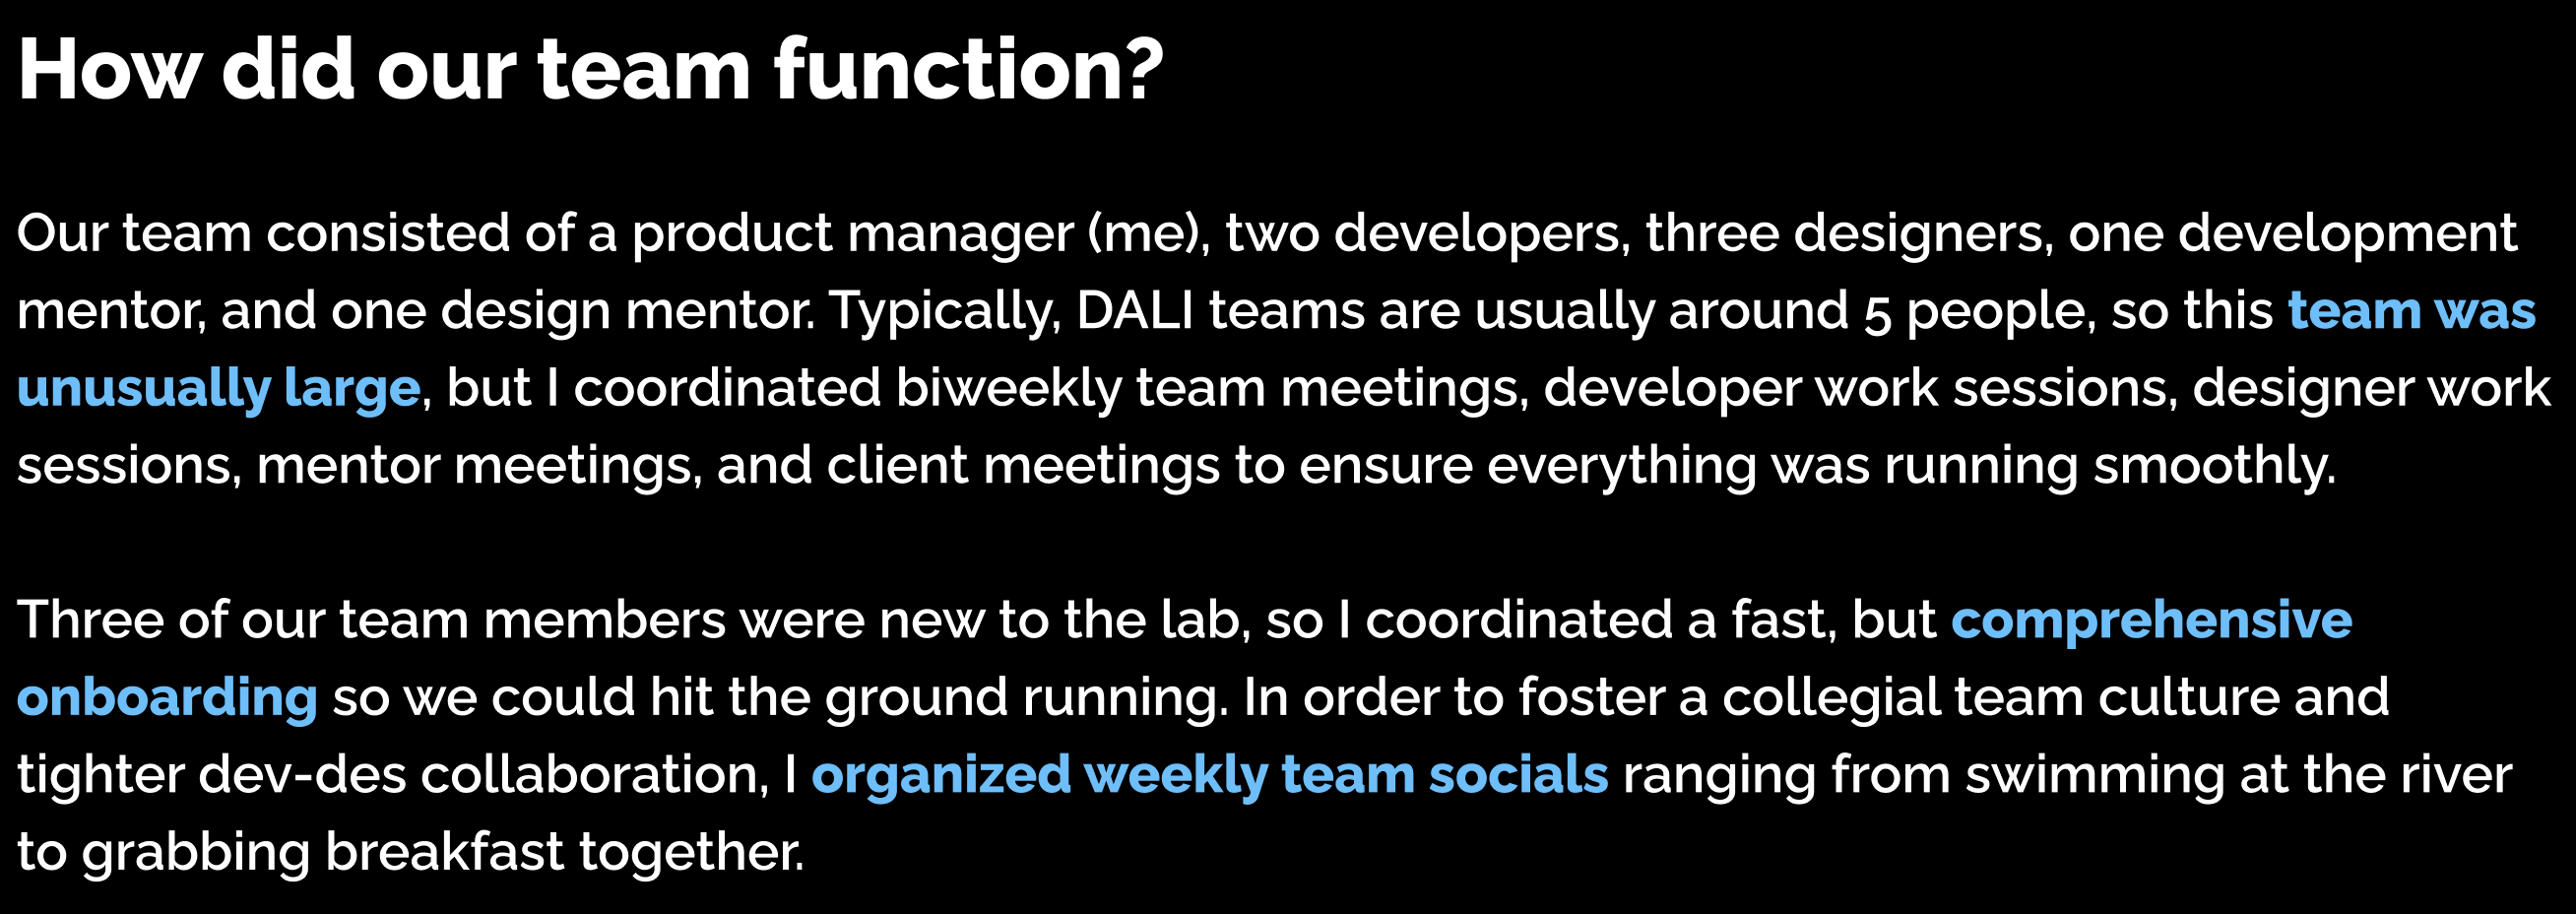 How did our team function?
Our team consisted of a product manager (me), two developers, three designers, one development
mentor, and one design mentor. Typically, DALI teams are usually around 5 people, so this team was
unusually large, but I coordinated biweekly team meetings, developer work sessions, designer work
sessions, mentor meetings, and client meetings to ensure everything was running smoothly.
Three of our team members were new to the lab, so I coordinated a fast, but comprehensive
onboarding so we could hit the ground running. In order to foster a collegial team culture and
tighter dev-des collaboration, I organized weekly team socials ranging from swimming at the river
to grabbing breakfast together.